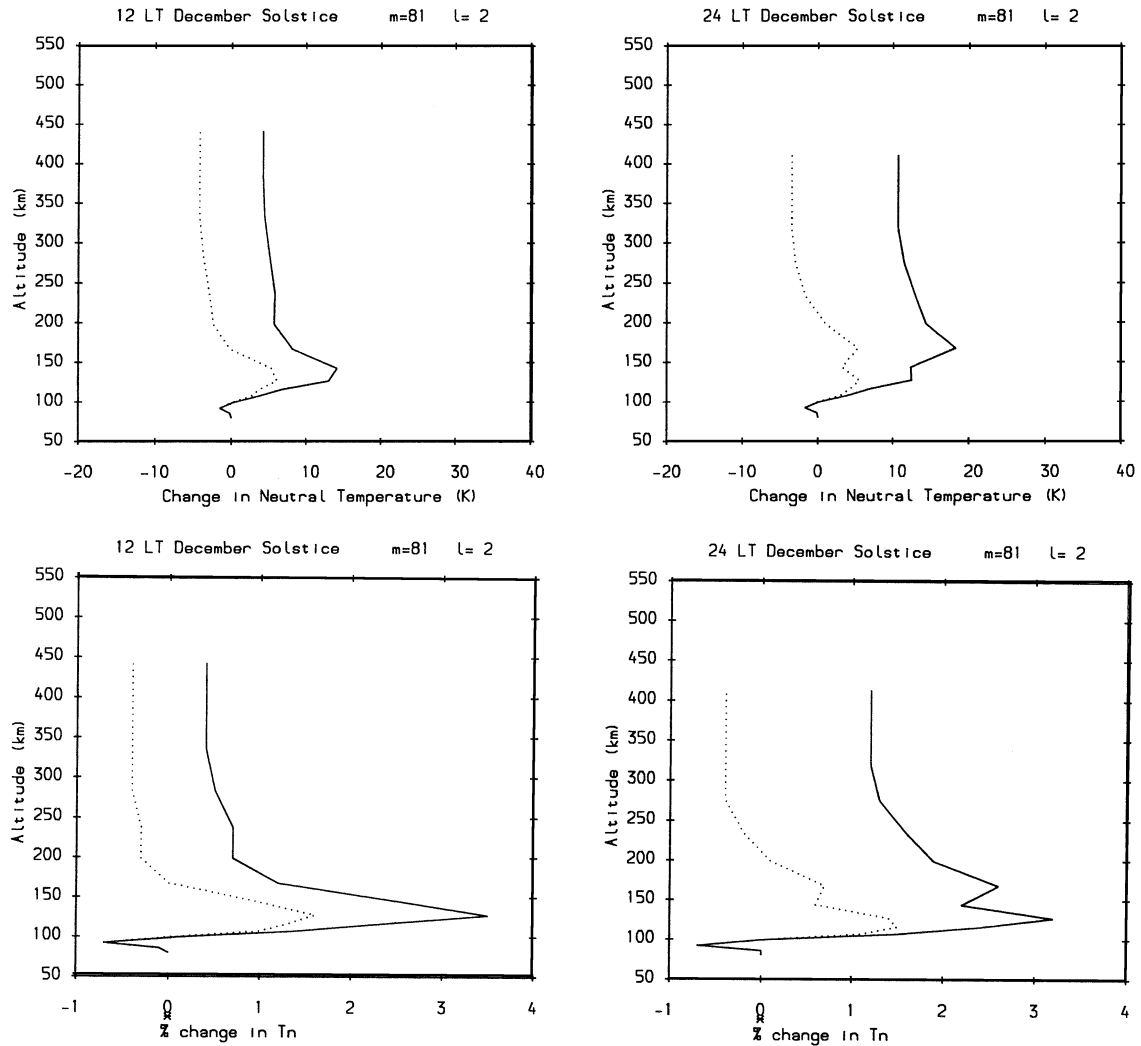 12 LT December Solstice m=81 l= 2
550
500
450
400
350
300
250
200
150
100
50
Altitude (km)
-20 -10 0 10 20 30 40
Change in Neutral Temperature (K)
24 LT December Solstice m=81 l= 2
550
500
450
400
350
300
250
200
150
100
50
Altitude (km)
-20 -10 0 10 20 30 40
Change in Neutral Temperature (K)
12 LT December Solstice m=81 l= 2
550
500
450
400
350
300
250
200
150
100
50
Altitude (km)
-1 0 1 2 3 4
% change in Tn
24 LT December Solstice m=81 l= 2
550
500
450
400
350
300
250
200
150
100
50
Altitude (km)
-1 0 1 2 3 4
% change in Tn